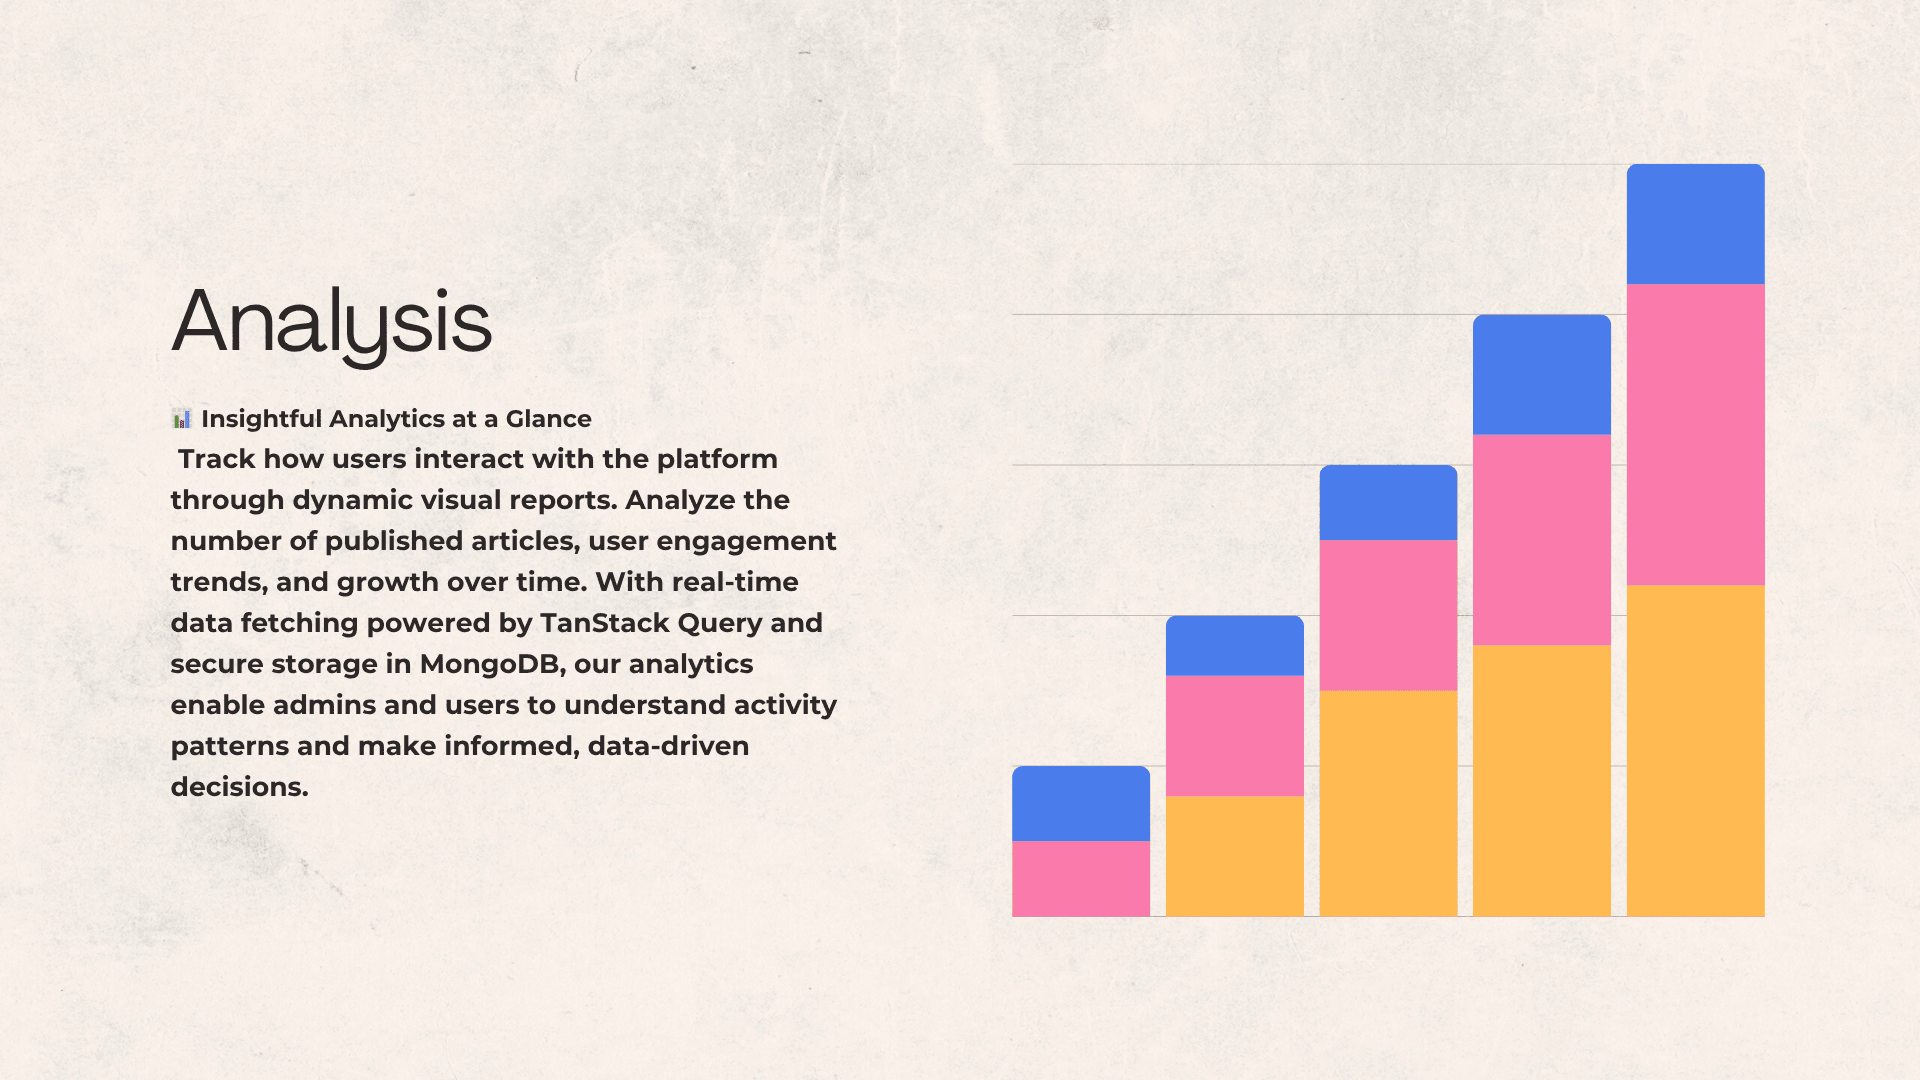 Analysis
📊 Insightful Analytics at a Glance
Track how users interact with the platform
through dynamic visual reports. Analyze the
number of published articles, user engagement
trends, and growth over time. With real-time
data fetching powered by TanStack Query and
secure storage in MongoDB, our analytics
enable admins and users to understand activity
patterns and make informed, data-driven
decisions.